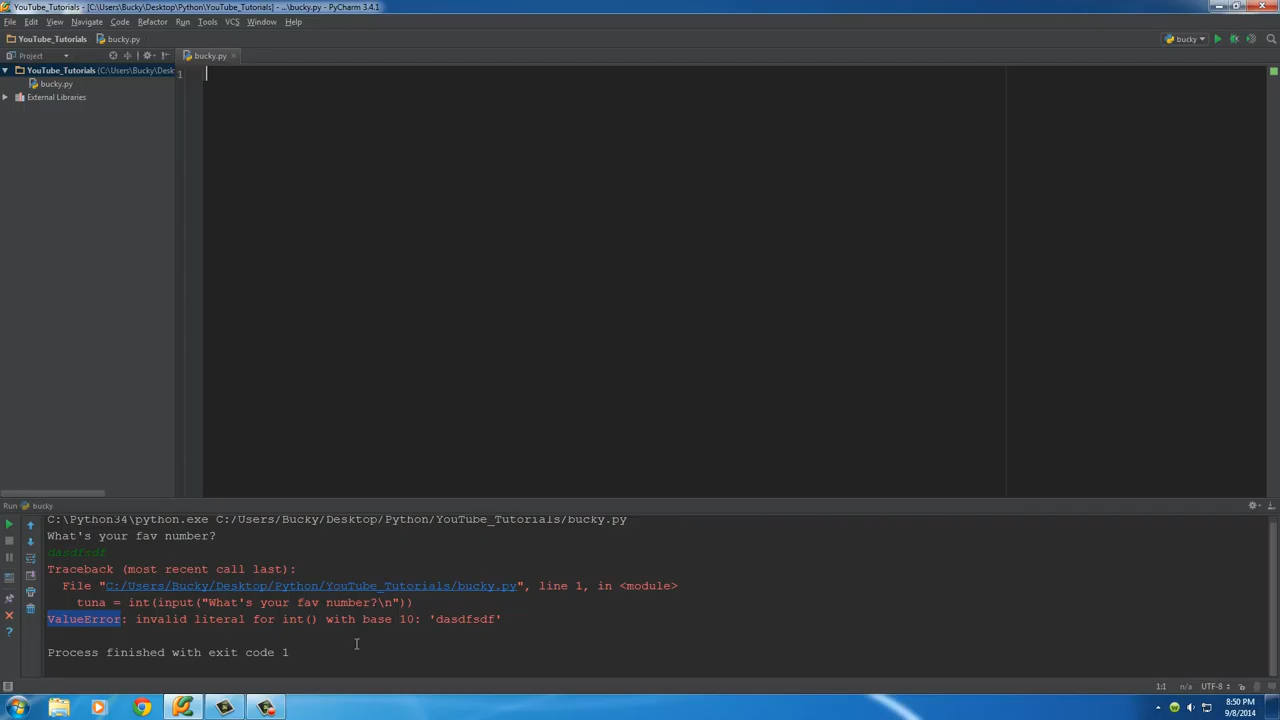 YouTube_Tutorials - [C:\Users\Bucky\Desktop\Python\YouTube_Tutorials] - ...\bucky.py - PyCharm 3.4.1
File Edit View Navigate Code Refactor Run Tools VCS Window Help
YouTube_Tutorials bucky.py bucky
Project bucky.py
YouTube_Tutorials (C:\Users\Bucky\Desk
bucky.py
External Libraries
1
Run bucky
C:\Python34\python.exe C:/Users/Bucky/Desktop/Python/YouTube_Tutorials/bucky.py
What's your fav number?
dasdfsdf
Traceback (most recent call last):
File "C:/Users/Bucky/Desktop/Python/YouTube_Tutorials/bucky.py", line 1, in <module>
tuna = int(input("What's your fav number?\n"))
ValueError: invalid literal for int() with base 10: 'dasdfsdf'
Process finished with exit code 1
1:1 n/a UTF-8
8:50 PM
9/8/2014